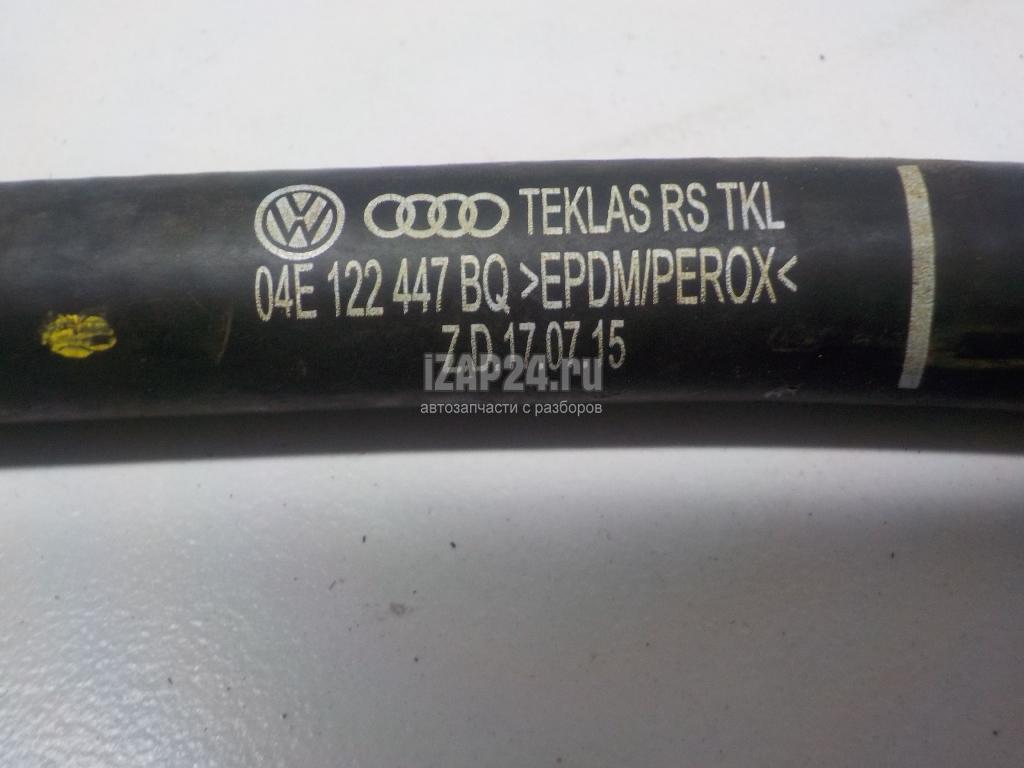 TEKLAS RS TKL
04E 122 447 BQ >EPDM/PEROX<
Z.D.17.07.15
iZAP24.ru
автозапчасти с разборов